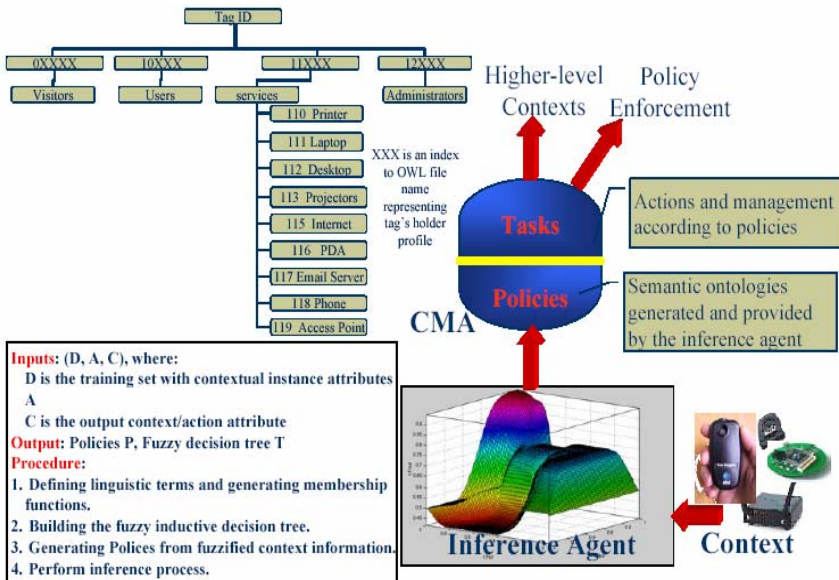 Tag ID
0XXXX
10XXX
11XXX
12XXX
Visitors
Users
services
Administrators
110 Printer
111 Laptop
112 Desktop
113 Projectors
115 Internet
116 PDA
117 Email Server
118 Phone
119 Access Point
XXX is an index
to OWL file
name
representing
tag's holder
profile
Higher-level
Contexts
Policy
Enforcement
Tasks
Policies
CMA
Actions and management
according to policies
Semantic ontologies
generated and provided
by the inference agent
Inputs: (D, A, C), where:
D is the training set with contextual instance attributes
A
C is the output context/action attribute
Output: Policies P, Fuzzy decision tree T
Procedure:
1. Defining linguistic terms and generating membership
functions.
2. Building the fuzzy inductive decision tree.
3. Generating Polices from fuzzified context information.
4. Perform inference process.
Inference Agent
Context